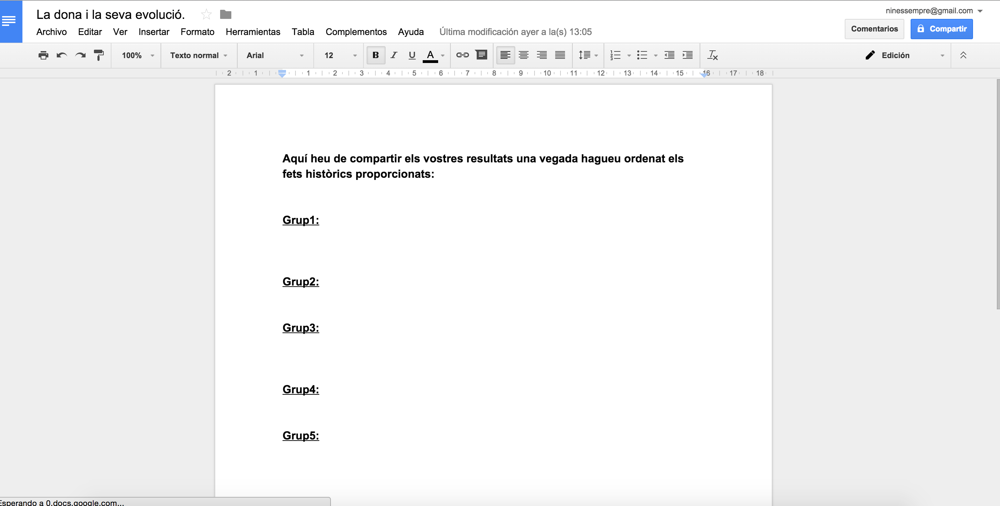 La dona i la seva evolució.
ninessempre@gmail.com
Archivo Editar Ver Insertar Formato Herramientas Tabla Complementos Ayuda Última modificación ayer a la(s) 13:05
Comentarios Compartir
100% Texto normal Arial 12 B I U A Edición
2 1 1 2 3 4 5 6 7 8 9 10 11 12 13 14 15 16 17 18
Aquí heu de compartir els vostres resultats una vegada hagueu ordenat els
fets històrics proporcionats:
Grup1:
Grup2:
Grup3:
Grup4:
Grup5:
Esperando a 0.docs.google.com...